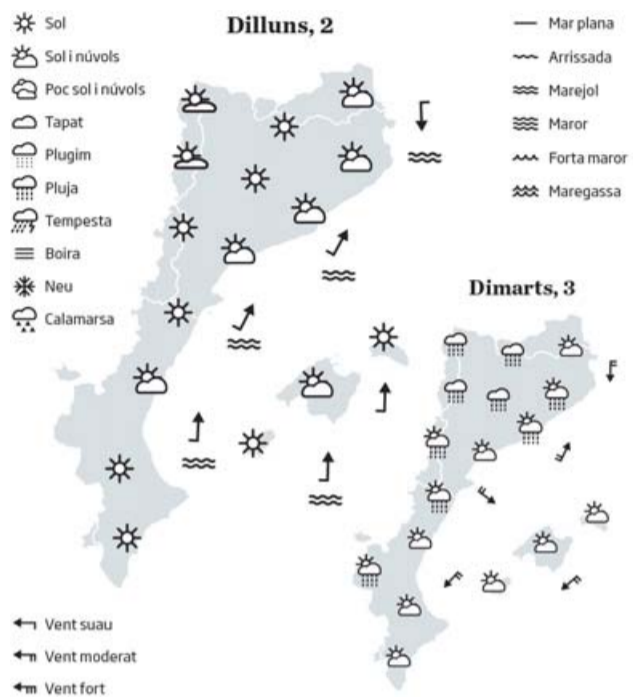 Dilluns, 2
Sol
Sol i núvols
Poc sol i núvols
Tapat
Plugim
Pluja
Tempesta
Boira
Neu
Calamarsa
Mar plana
Arrissada
Marejol
Maror
Forta maror
Maregassa
Dimarts, 3
Vent suau
Vent moderat
Vent fort